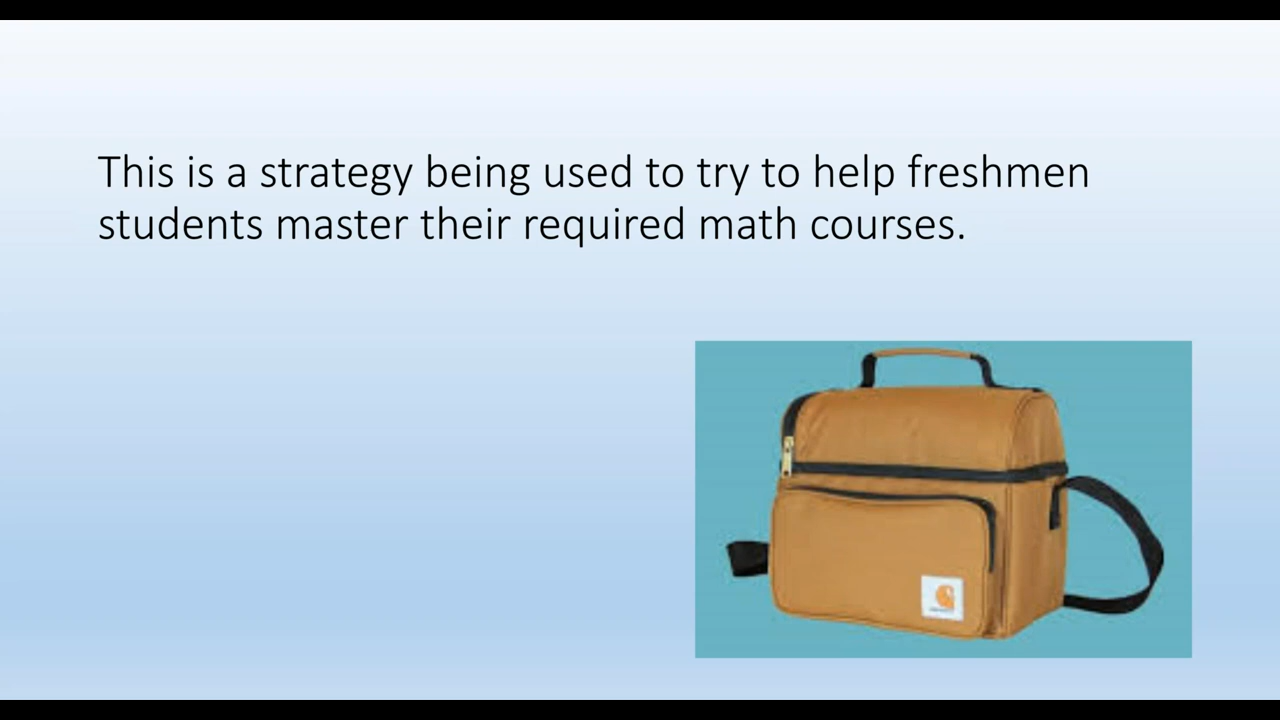 This is a strategy being used to try to help freshmen
students master their required math courses.